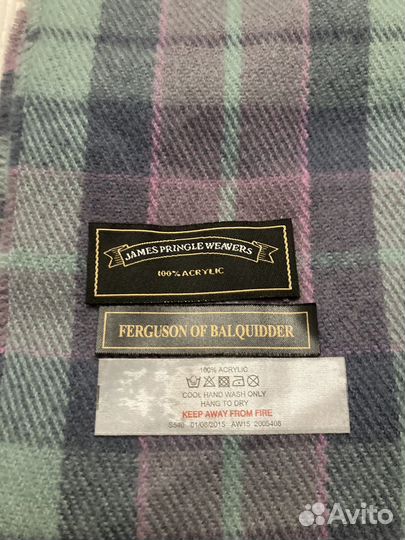 JAMES PRINGLE WEAVERS
100% ACRYLIC
FERGUSON OF BALQUIDDER
100% ACRYLIC
COOL HAND WASH ONLY
HANG TO DRY
KEEP AWAY FROM FIRE
S540 01/08/2015 AW15 2005408
Avito